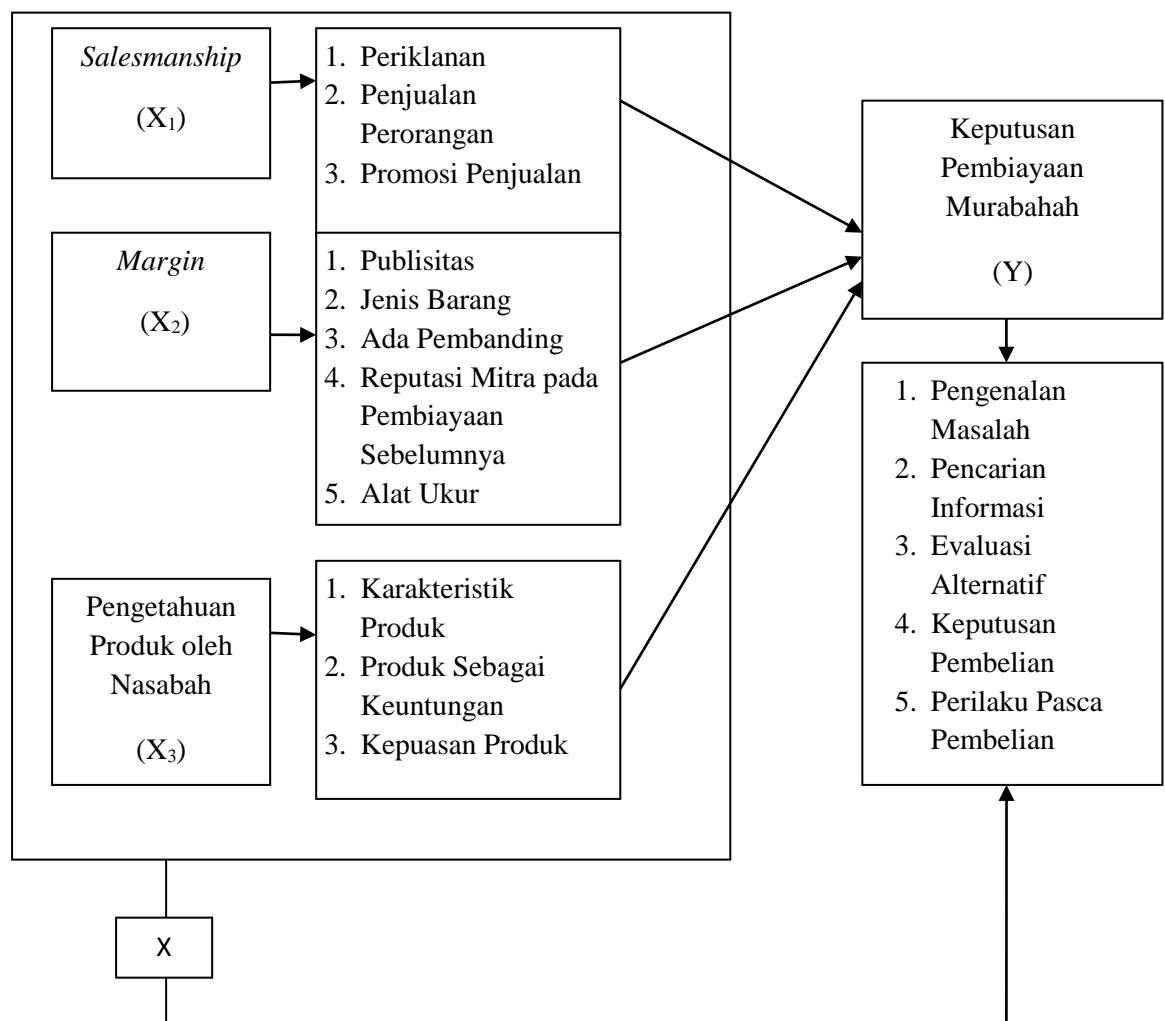 Salesmanship
(X₁)
1. Periklanan
2. Penjualan
Perorangan
3. Promosi Penjualan
Margin
(X₂)
1. Publisitas
2. Jenis Barang
3. Ada Pembanding
4. Reputasi Mitra pada
Pembiayaan
Sebelumnya
5. Alat Ukur
Pengetahuan
Produk oleh
Nasabah
(X₃)
1. Karakteristik
Produk
2. Produk Sebagai
Keuntungan
3. Kepuasan Produk
Keputusan
Pembiayaan
Murabahah
(Y)
1. Pengenalan
Masalah
2. Pencarian
Informasi
3. Evaluasi
Alternatif
4. Keputusan
Pembelian
5. Perilaku Pasca
Pembelian
X